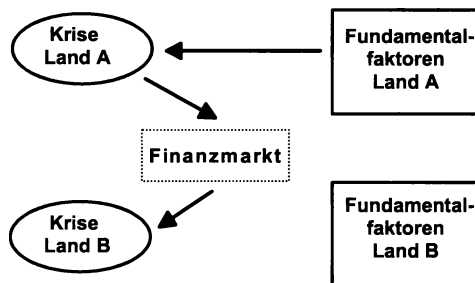 Krise
Land A
Fundamental-
faktoren
Land A
Finanzmarkt
Krise
Land B
Fundamental-
faktoren
Land B